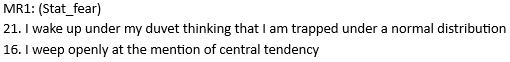 MR1: (Stat_fear)
21. I wake up under my duvet thinking that I am trapped under a normal distribution
16. I weep openly at the mention of central tendency